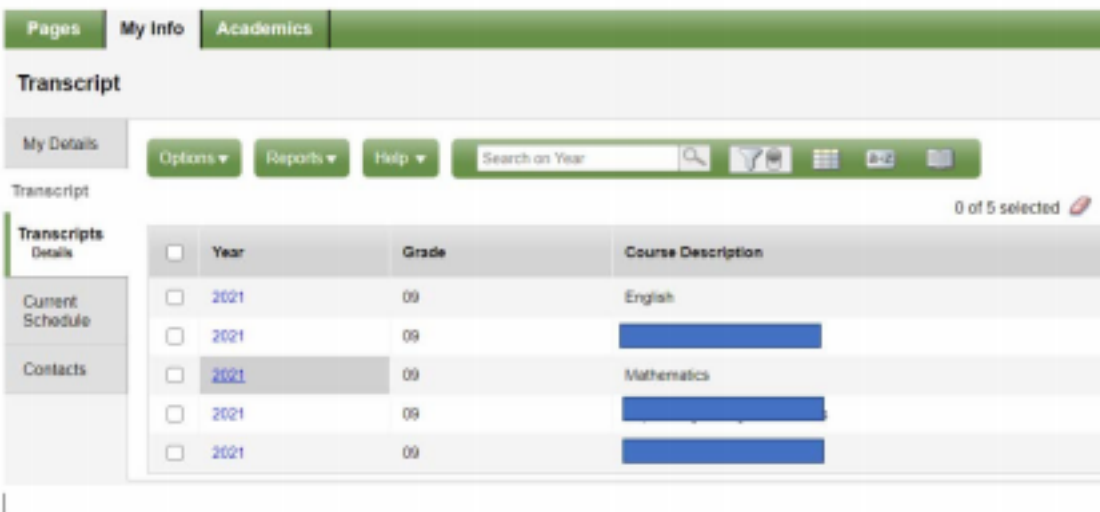 Pages My Info Academics
Transcript
My Details
Options Reports Help Search on Year A-Z
Transcript
0 of 5 selected
Transcripts
Details
Year Grade Course Description
2021 09 English
Current
Schedule
2021 09
Contacts
2021 09 Mathematics
2021 09
2021 09